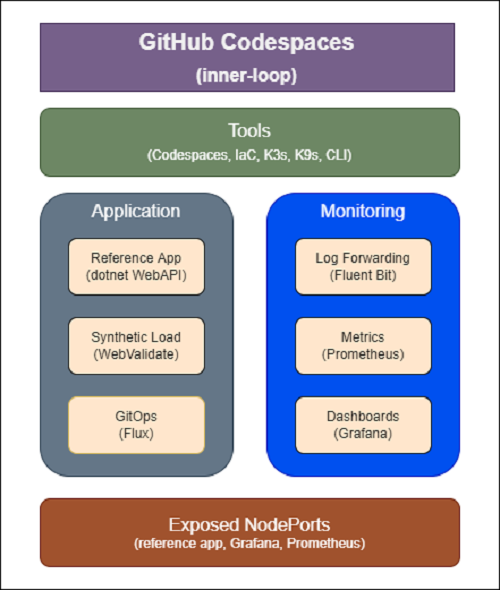 GitHub Codespaces
(inner-loop)
Tools
(Codespaces, IaC, K3s, K9s, CLI)
Application
Reference App
(dotnet WebAPI)
Synthetic Load
(WebValidate)
GitOps
(Flux)
Monitoring
Log Forwarding
(Fluent Bit)
Metrics
(Prometheus)
Dashboards
(Grafana)
Exposed NodePorts
(reference app, Grafana, Prometheus)